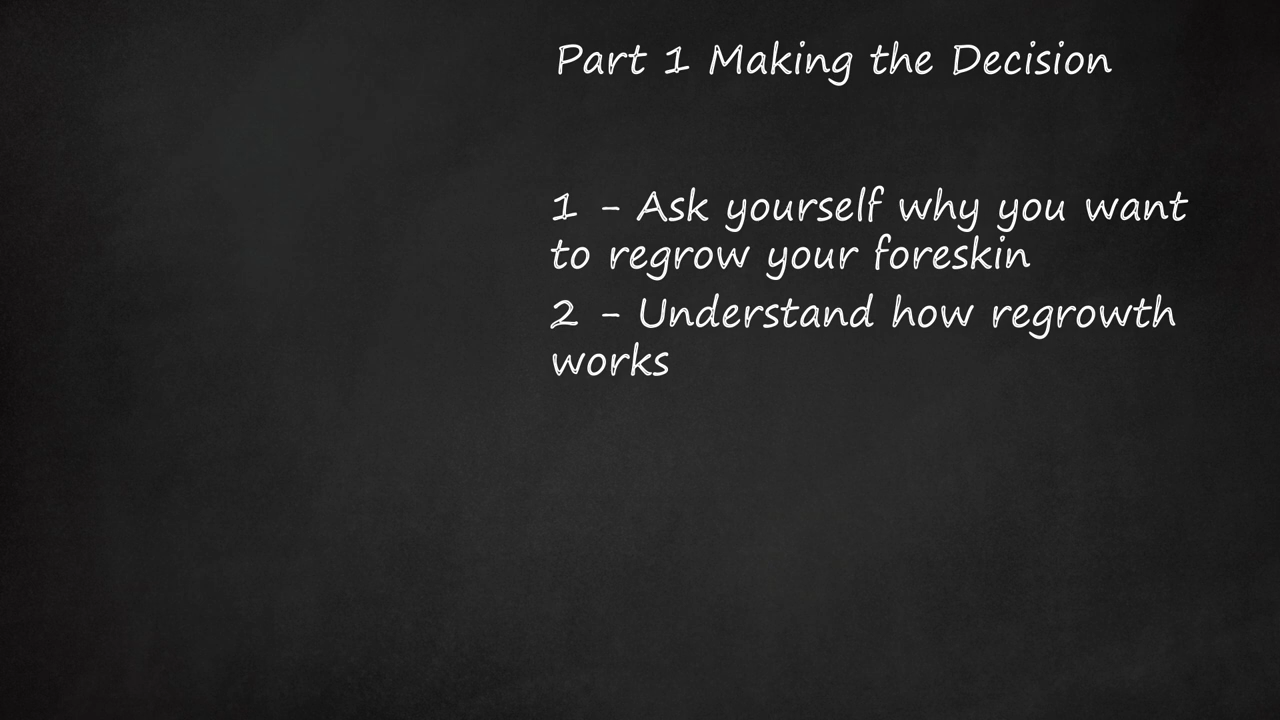 Part 1 Making the Decision
1 - Ask yourself why you want
to regrow your foreskin
2 - Understand how regrowth
works